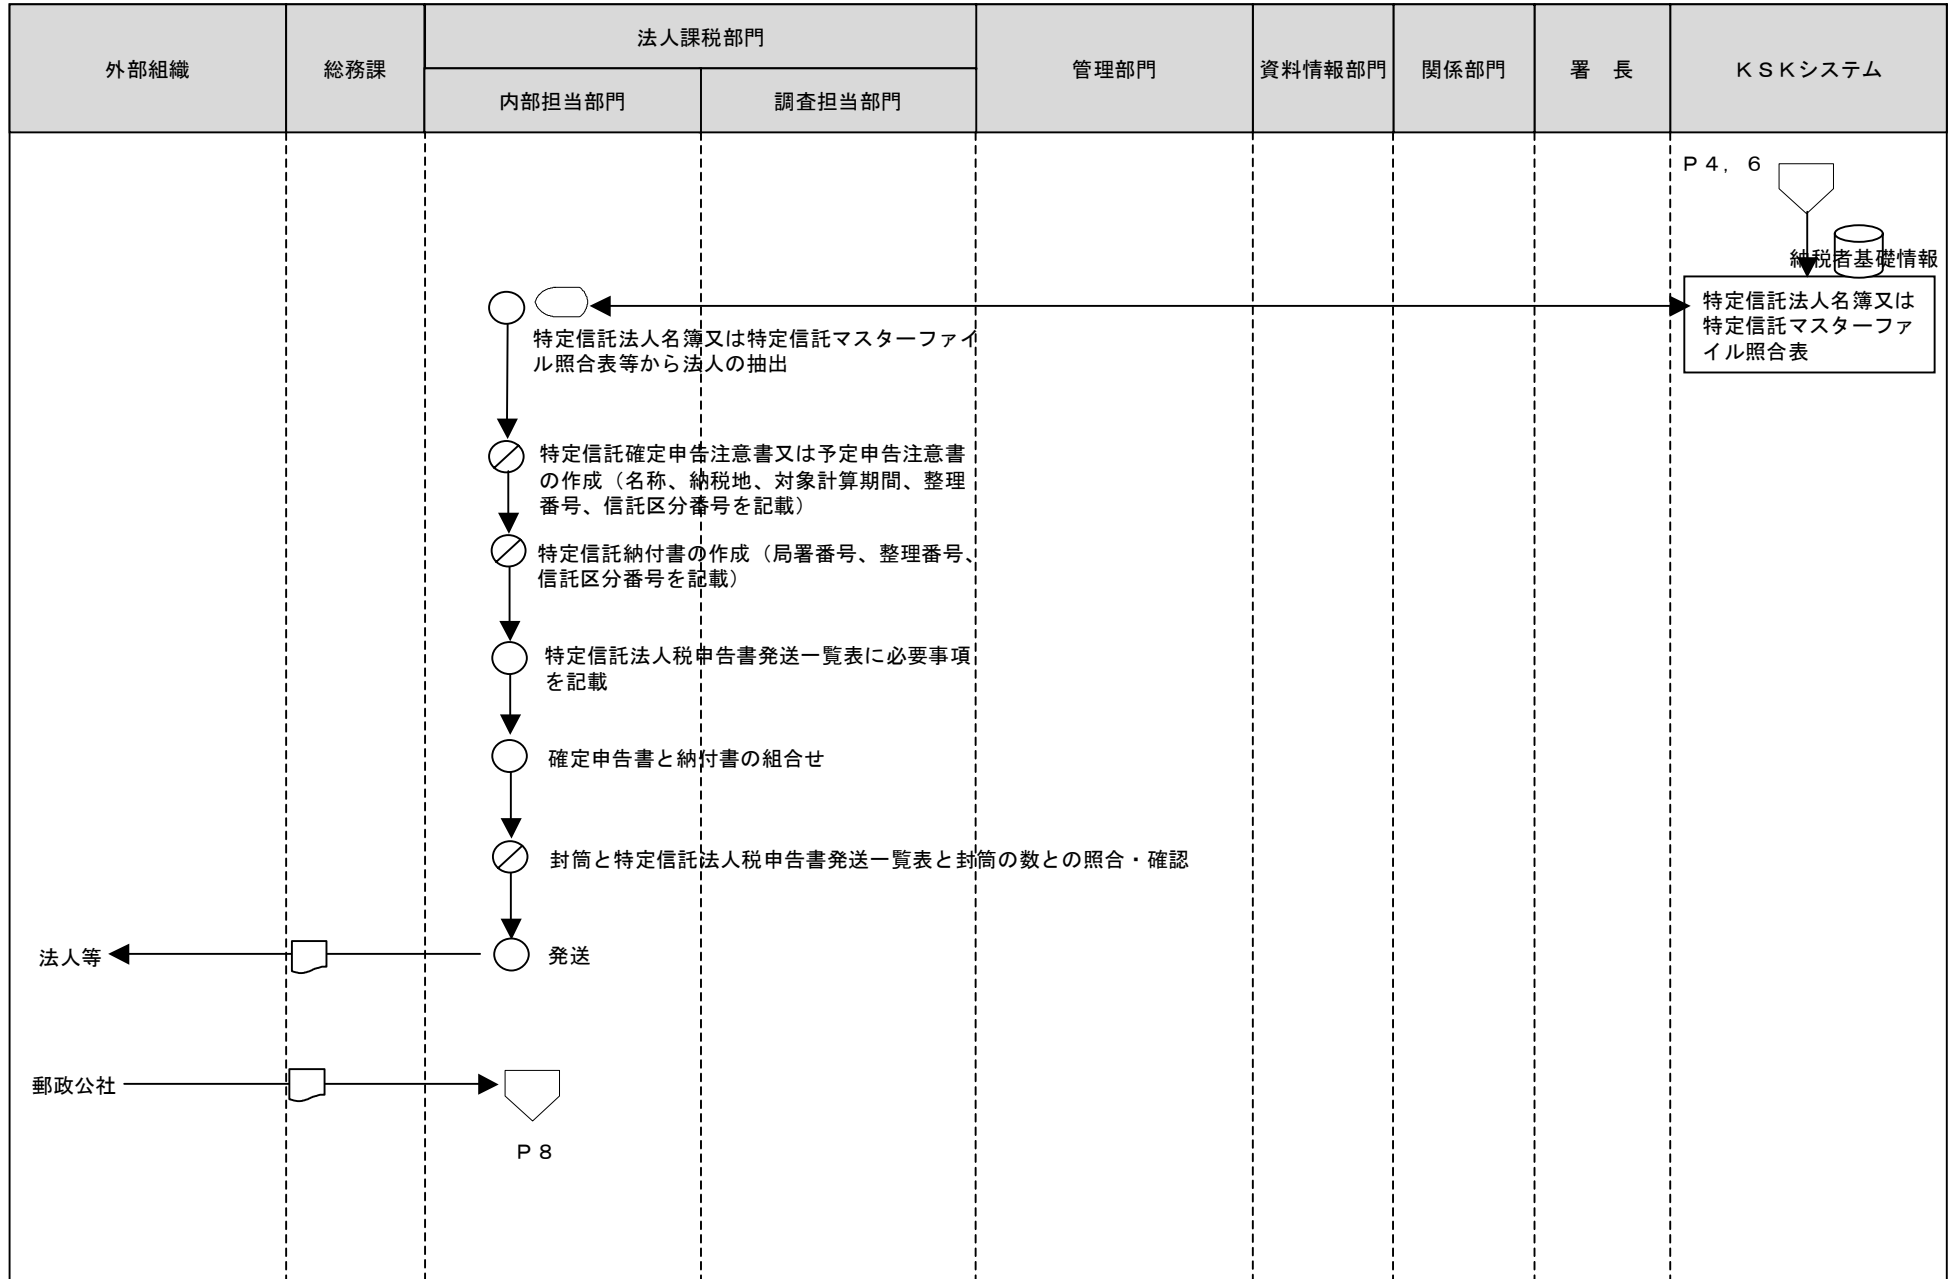 法人課税部門
外部組織
総務課
管理部門
資料情報部門
関係部門
署　長
ＫＳＫシステム
内部担当部門
調査担当部門
Ｐ４，６
納税者基礎情報
特定信託法人名簿又は
特定信託マスターファ
イル照合表
特定信託法人名簿又は特定信託マスターファイ
ル照合表等から法人の抽出
特定信託確定申告注意書又は予定申告注意書
の作成（名称、納税地、対象計算期間、整理
番号、信託区分番号を記載）
特定信託納付書の作成（局署番号、整理番号、
信託区分番号を記載）
特定信託法人税申告書発送一覧表に必要事項
を記載
確定申告書と納付書の組合せ
封筒と特定信託法人税申告書発送一覧表と封筒の数との照合・確認
法人等
発送
郵政公社
Ｐ８